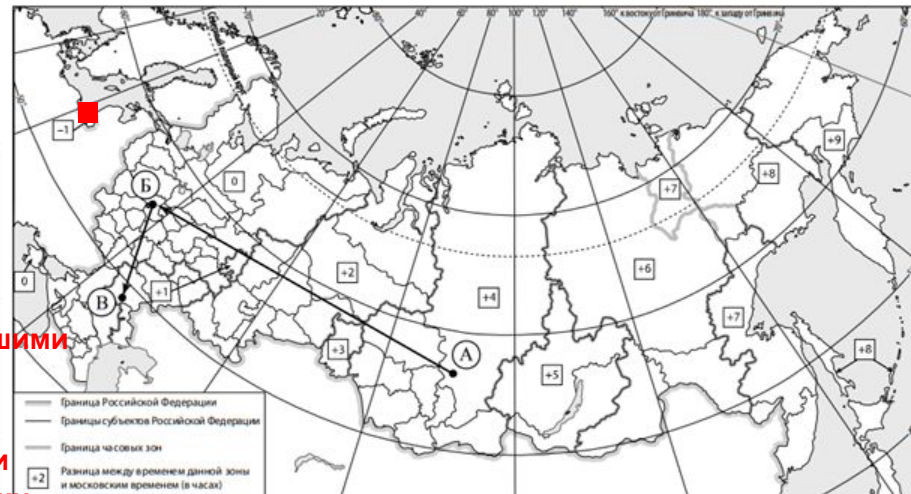 20° 40° 60° 80° 100° 120° 140° 160° к востоку от Гринвича 180° к западу от Гринвича
-1
0
+9
+8
+7
Б
+2
+6
+4
0
+1
В
+7
шими
+3
А
+8
+5
Граница Российской Федерации
Границы субъектов Российской Федерации
Граница часовых зон
и
+2 Разница между временем данной зоны
и московским временем (в часах)